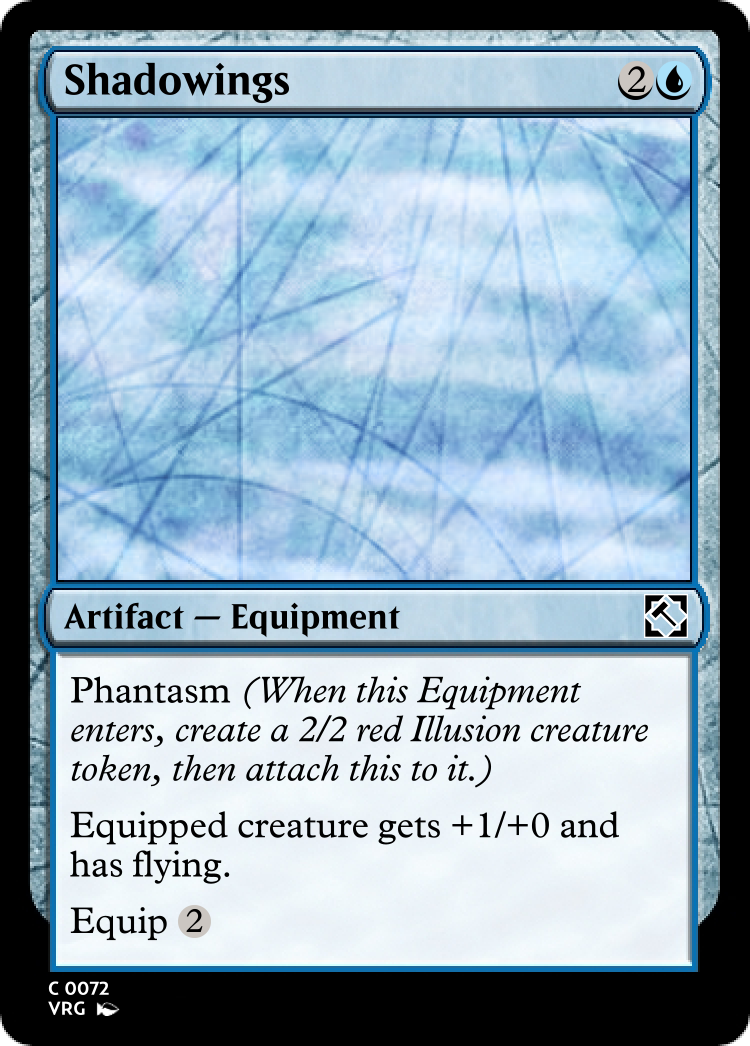 Shadowings 2
Artifact — Equipment
Phantasm (When this Equipment
enters, create a 2/2 red Illusion creature
token, then attach this to it.)
Equipped creature gets +1/+0 and
has flying.
Equip 2
C 0072
VRG